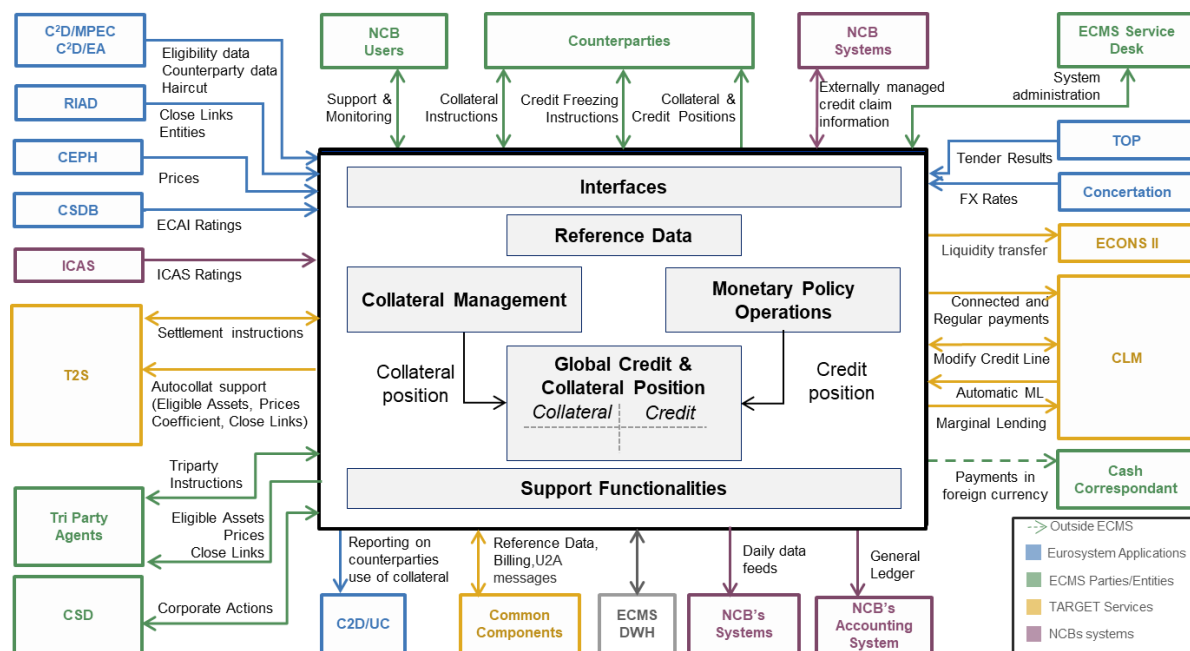 C²D/MPEC
C²D/EA
Eligibility data
Counterparty data
Haircut
RIAD
Close Links
Entities
CEPH
Prices
CSDB
ECAI Ratings
ICAS
ICAS Ratings
T2S
Settlement instructions
Autocollat support
(Eligible Assets, Prices
Coefficient, Close Links)
Tri Party
Agents
Triparty
Instructions
Eligible Assets
Prices
Close Links
CSD
Corporate Actions
NCB
Users
Support &
Monitoring
Counterparties
Collateral
Instructions
Credit Freezing
Instructions
Collateral &
Credit Positions
NCB
Systems
Externally managed
credit claim
information
ECMS Service
Desk
System
administration
TOP
Tender Results
Concertation
FX Rates
ECONS II
Liquidity transfer
CLM
Connected and
Regular payments
Modify Credit Line
Automatic ML
Marginal Lending
Cash
Correspondant
Payments in
foreign currency
Interfaces
Reference Data
Collateral Management
Monetary Policy
Operations
Collateral
position
Global Credit &
Collateral Position
Collateral
Credit
Credit
position
Support Functionalities
Reporting on
counterparties
use of collateral
C2D/UC
Reference Data,
Billing,U2A
messages
Common
Components
ECMS
DWH
Daily data
feeds
NCB's
Systems
General
Ledger
NCB's
Accounting
System
Outside ECMS
Eurosystem Applications
ECMS Parties/Entities
TARGET Services
NCBs systems